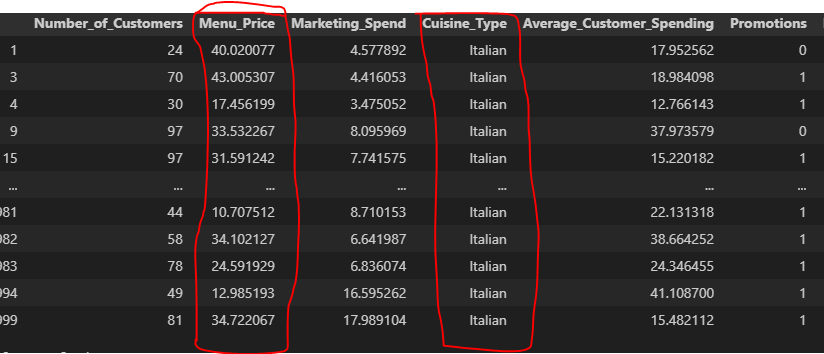 Number_of_Customers Menu_Price Marketing_Spend Cuisine_Type Average_Customer_Spending Promotions
1 24 40.020077 4.577892 Italian 17.952562 0
3 70 43.005307 4.416053 Italian 18.984098 1
4 30 17.456199 3.475052 Italian 12.766143 1
9 97 33.532267 8.095969 Italian 37.973579 0
15 97 31.591242 7.741575 Italian 15.220182 1
... ... ... ... ... ... ...
981 44 10.707512 8.710153 Italian 22.131318 1
982 58 34.102127 6.641987 Italian 38.664252 1
983 78 24.591929 6.836074 Italian 24.346455 1
994 49 12.985193 16.595262 Italian 41.108700 1
999 81 34.722067 17.989104 Italian 15.482112 1